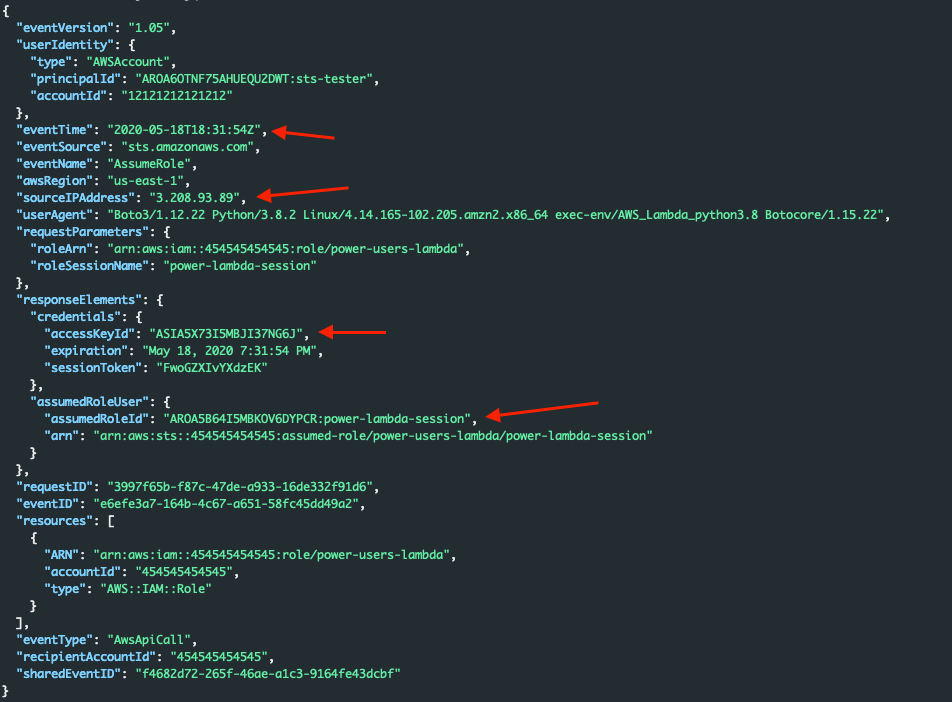 {
  "eventVersion": "1.05",
  "userIdentity": {
    "type": "AWSAccount",
    "principalId": "AROA6OTNF75AHUEQU2DWT:sts-tester",
    "accountId": "12121212121212"
  },
  "eventTime": "2020-05-18T18:31:54Z",
  "eventSource": "sts.amazonaws.com",
  "eventName": "AssumeRole",
  "awsRegion": "us-east-1",
  "sourceIPAddress": "3.208.93.89",
  "userAgent": "Boto3/1.12.22 Python/3.8.2 Linux/4.14.165-102.205.amzn2.x86_64 exec-env/AWS_Lambda_python3.8 Botocore/1.15.22",
  "requestParameters": {
    "roleArn": "arn:aws:iam::454545454545:role/power-users-lambda",
    "roleSessionName": "power-lambda-session"
  },
  "responseElements": {
    "credentials": {
      "accessKeyId": "ASIA5X73I5MBJI37NG6J",
      "expiration": "May 18, 2020 7:31:54 PM",
      "sessionToken": "FwoGZXIvYXdzEK"
    },
    "assumedRoleUser": {
      "assumedRoleId": "AROA5B64I5MBKOV6DYPCR:power-lambda-session",
      "arn": "arn:aws:sts::454545454545:assumed-role/power-users-lambda/power-lambda-session"
    }
  },
  "requestID": "3997f65b-f87c-47de-a933-16de332f91d6",
  "eventID": "e6efe3a7-164b-4c67-a651-58fc45dd49a2",
  "resources": [
    {
      "ARN": "arn:aws:iam::454545454545:role/power-users-lambda",
      "accountId": "454545454545",
      "type": "AWS::IAM::Role"
    }
  ],
  "eventType": "AwsApiCall",
  "recipientAccountId": "454545454545",
  "sharedEventID": "f4682d72-265f-46ae-a1c3-9164fe43dcbf"
}